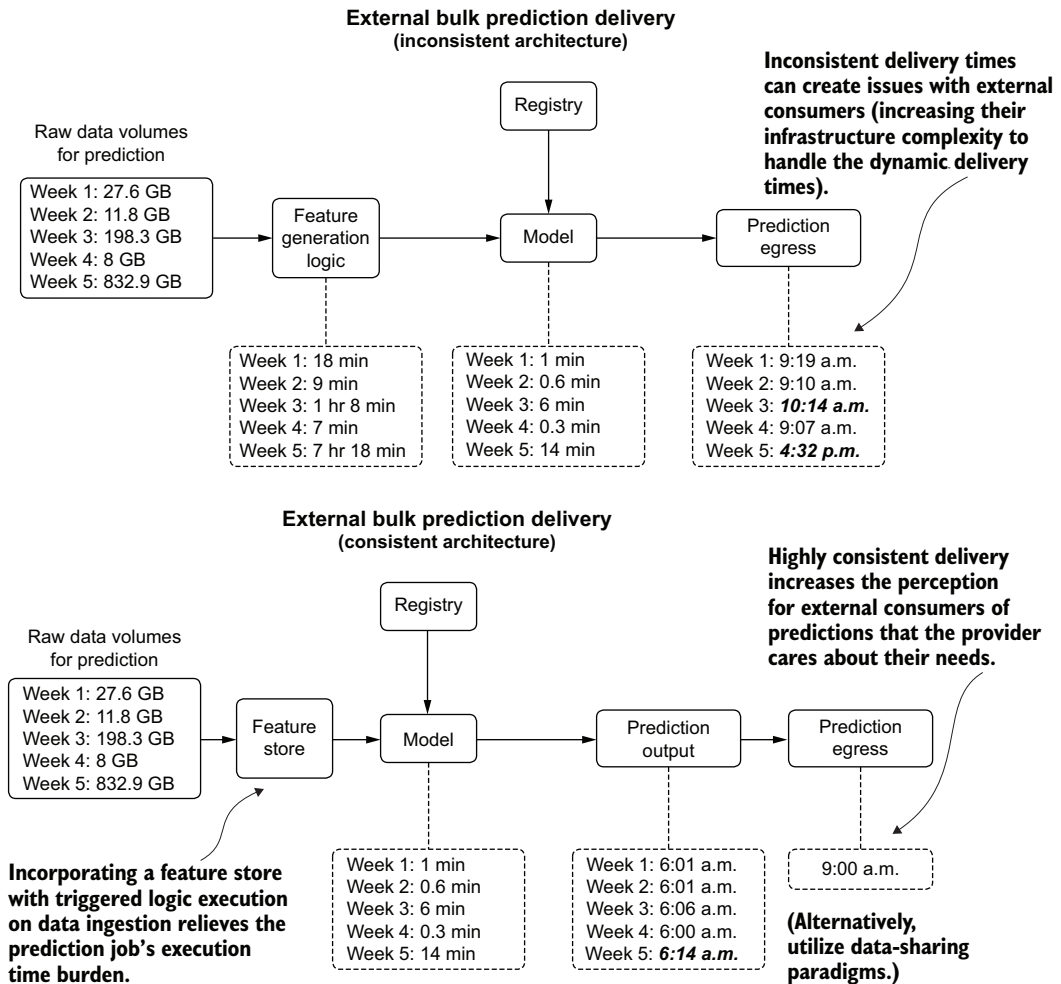 External bulk prediction delivery
(inconsistent architecture)
Inconsistent delivery times
can create issues with external
consumers (increasing their
infrastructure complexity to
handle the dynamic delivery
times).
Registry
Raw data volumes
for prediction
Week 1: 27.6 GB
Week 2: 11.8 GB
Week 3: 198.3 GB
Week 4: 8 GB
Week 5: 832.9 GB
Feature
generation
logic
Model
Prediction
egress
Week 1: 18 min
Week 2: 9 min
Week 3: 1 hr 8 min
Week 4: 7 min
Week 5: 7 hr 18 min
Week 1: 1 min
Week 2: 0.6 min
Week 3: 6 min
Week 4: 0.3 min
Week 5: 14 min
Week 1: 9:19 a.m.
Week 2: 9:10 a.m.
Week 3: 10:14 a.m.
Week 4: 9:07 a.m.
Week 5: 4:32 p.m.
External bulk prediction delivery
(consistent architecture)
Highly consistent delivery
increases the perception
for external consumers of
predictions that the provider
cares about their needs.
Registry
Raw data volumes
for prediction
Week 1: 27.6 GB
Week 2: 11.8 GB
Week 3: 198.3 GB
Week 4: 8 GB
Week 5: 832.9 GB
Feature
store
Model
Prediction
output
Prediction
egress
Incorporating a feature store
with triggered logic execution
on data ingestion relieves the
prediction job's execution
time burden.
Week 1: 1 min
Week 2: 0.6 min
Week 3: 6 min
Week 4: 0.3 min
Week 5: 14 min
Week 1: 6:01 a.m.
Week 2: 6:01 a.m.
Week 3: 6:06 a.m.
Week 4: 6:00 a.m.
Week 5: 6:14 a.m.
9:00 a.m.
(Alternatively,
utilize data-sharing
paradigms.)